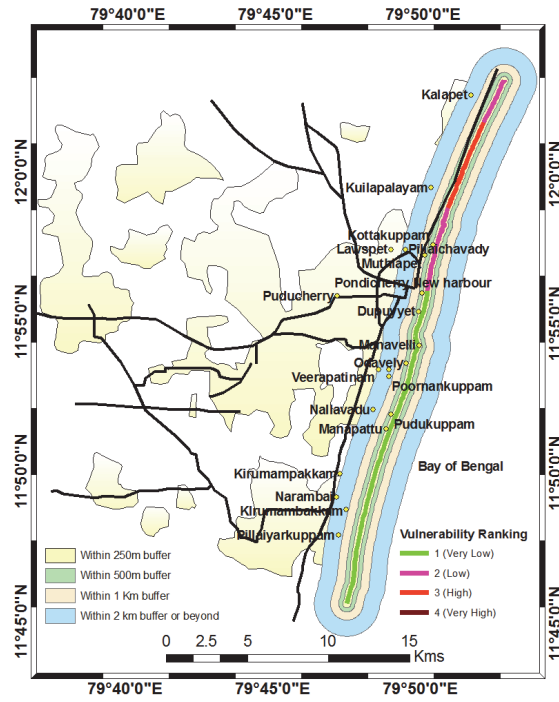 79°40'0"E 79°45'0"E 79°50'0"E
12°0'0"N
11°55'0"N
11°50'0"N
11°45'0"N
12°0'0"N
11°55'0"N
11°50'0"N
11°45'0"N
Kalapet
Kuilapalayam
Kottakuppam
Lawspet Pillaichavady
Muthialpet
Pondicherry New harbour
Puducherry
Dupuyyet
Manavelli
Odavely
Veerapatinam
Poornankuppam
Nallavadu
Pudukuppam
Manapattu
Bay of Bengal
Kirumampakkam
Narambai
Kirumambakkam
Pillaiyarkuppam
Within 250m buffer
Within 500m buffer
Within 1 Km buffer
Within 2 km buffer or beyond
Vulnerability Ranking
1 (Very Low)
2 (Low)
3 (High)
4 (Very High)
0 2.5 5 10 15
Kms
79°40'0"E 79°45'0"E 79°50'0"E